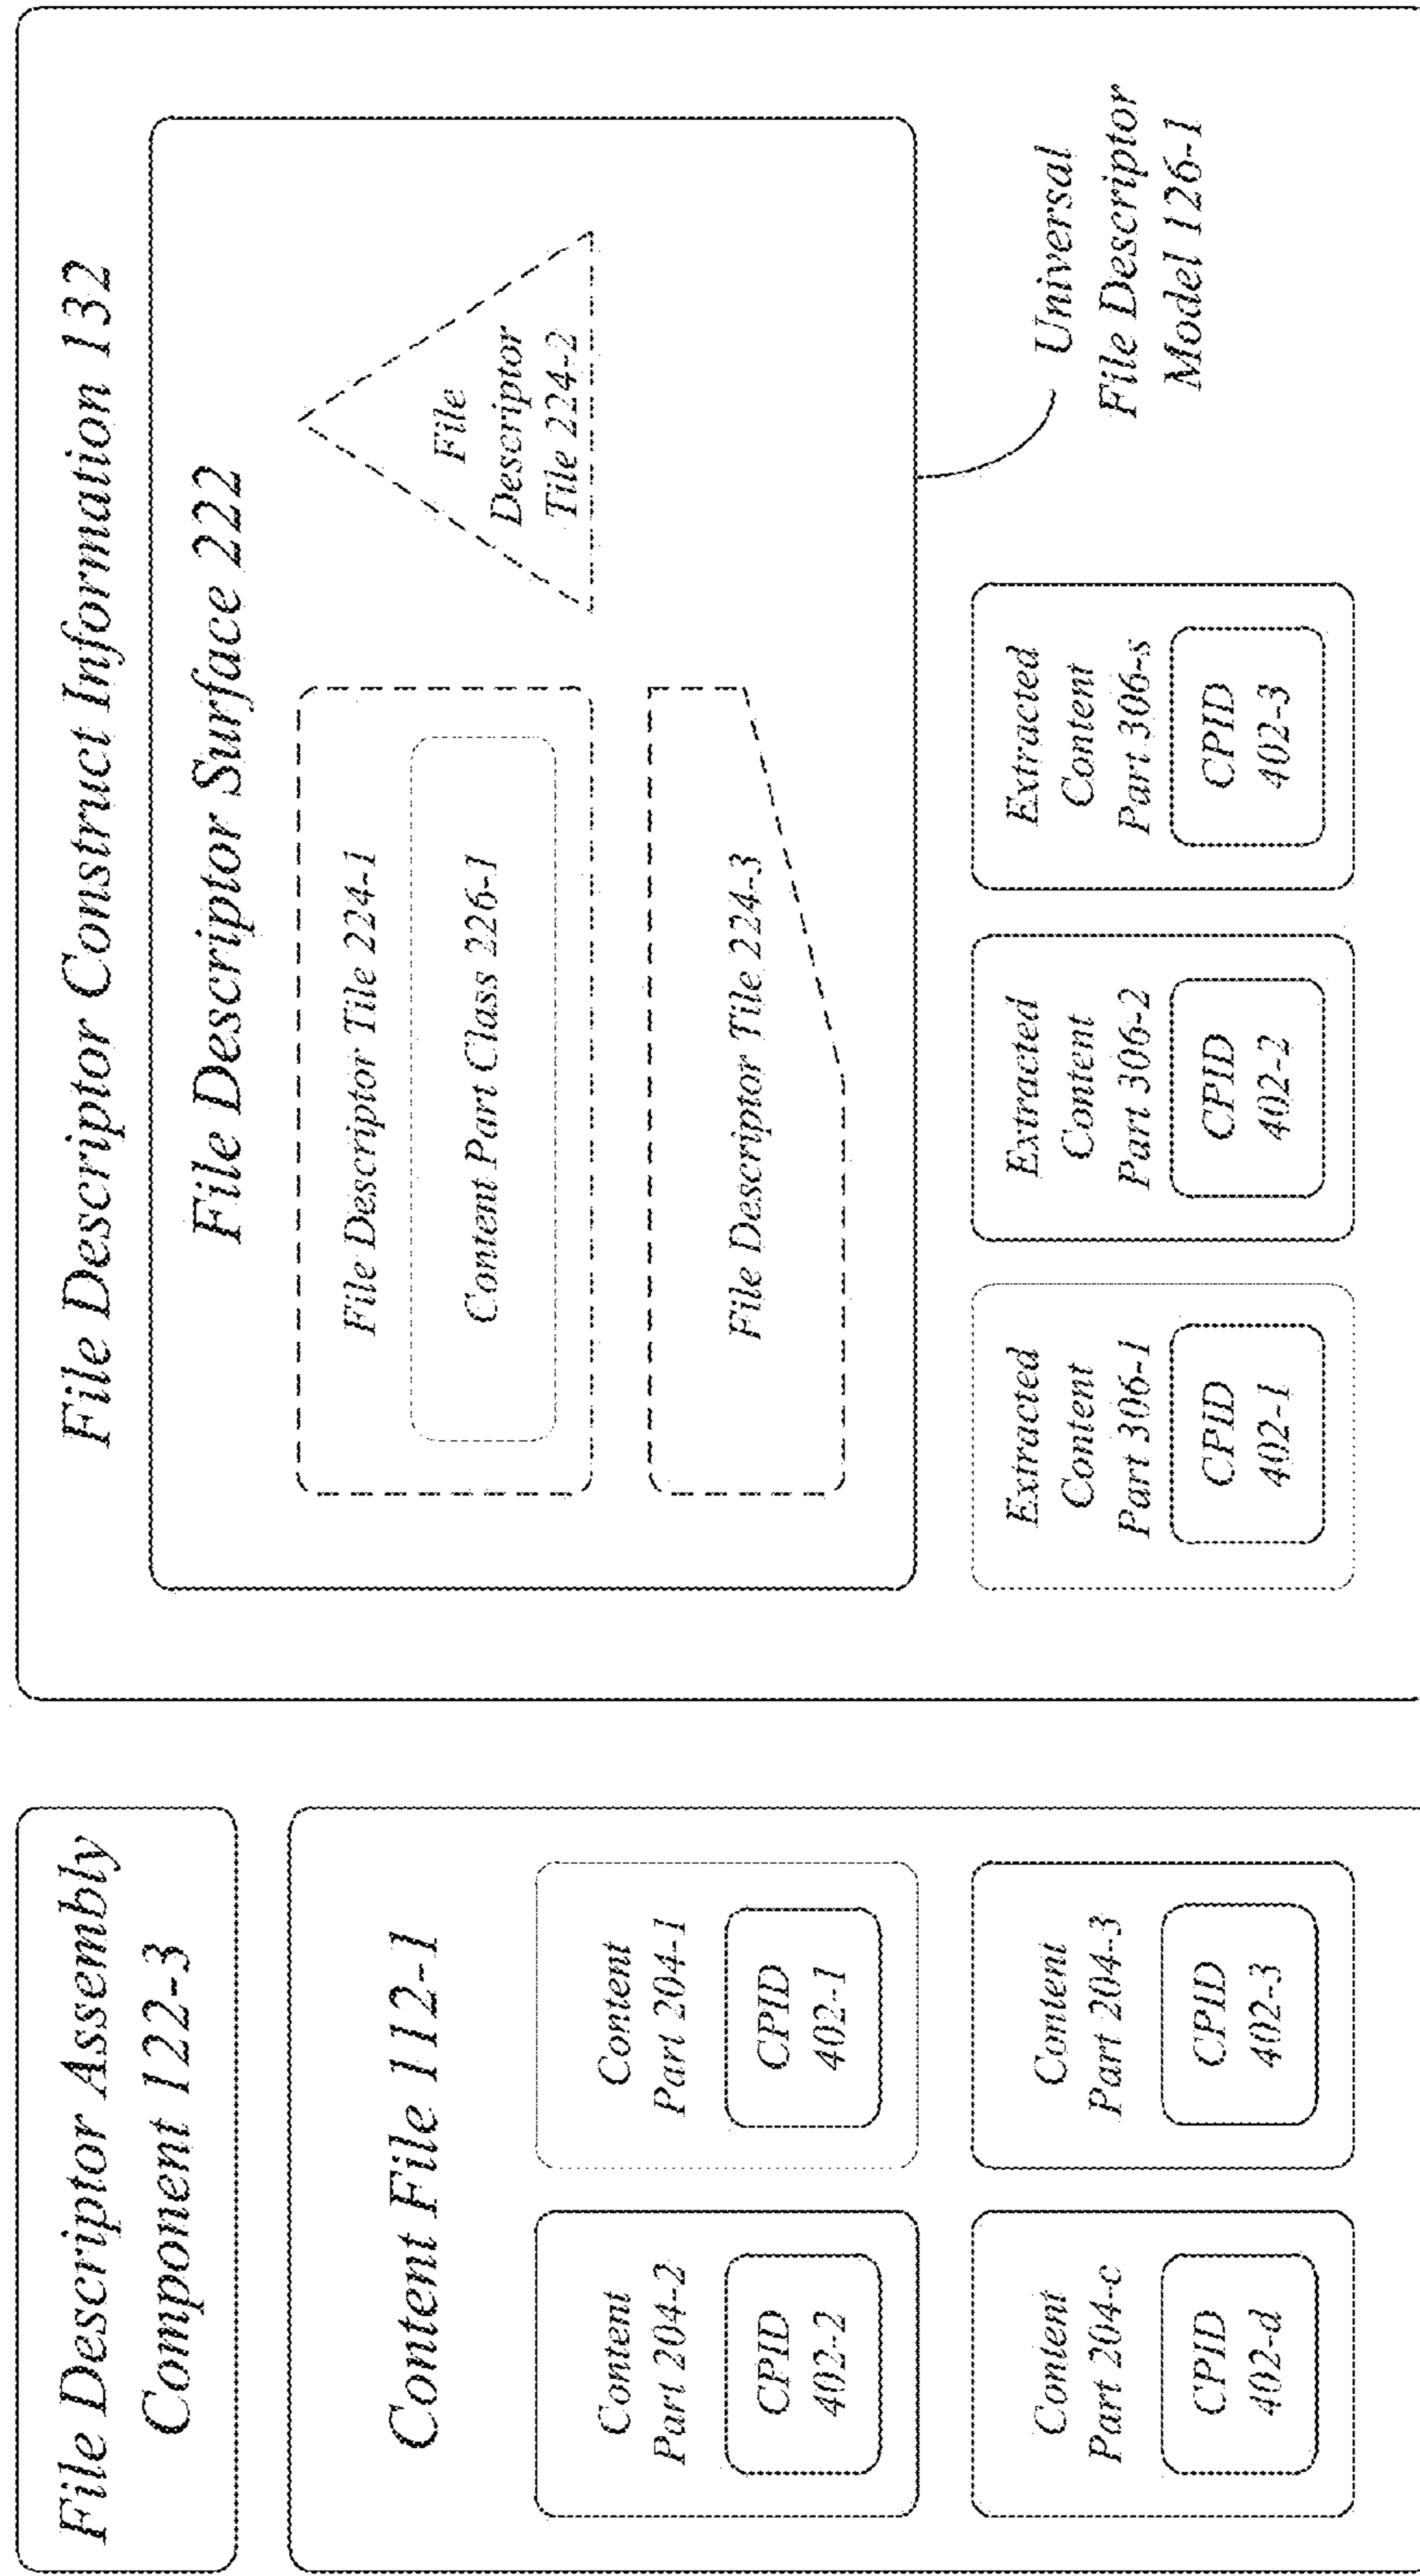 File Descriptor Assembly
Component 122-3
Content File 112-1
Content
Part 204-2
CPID
402-2
Content
Part 204-1
CPID
402-1
Content
Part 204-c
CPID
402-d
Content
Part 204-3
CPID
402-3
File Descriptor Construct Information 132
File Descriptor Surface 222
File Descriptor Tile 224-1
Content Part Class 226-1
File
Descriptor
Tile 224-2
File Descriptor Tile 224-3
Extracted
Content
Part 306-1
CPID
402-1
Extracted
Content
Part 306-2
CPID
402-2
Extracted
Content
Part 306-s
CPID
402-3
Universal
File Descriptor
Model 126-1